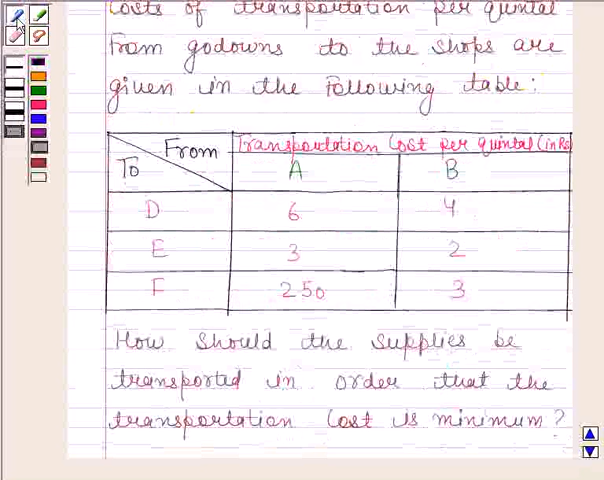 Costs of transportation per quintal
from godowns to the shops are
given in the following table:
From Transportation Cost per quintal (in Rs
To A B
D 6 4
E 3 2
F 250 3
How should the supplies be
transported in order that the
transportation Cost is minimum?